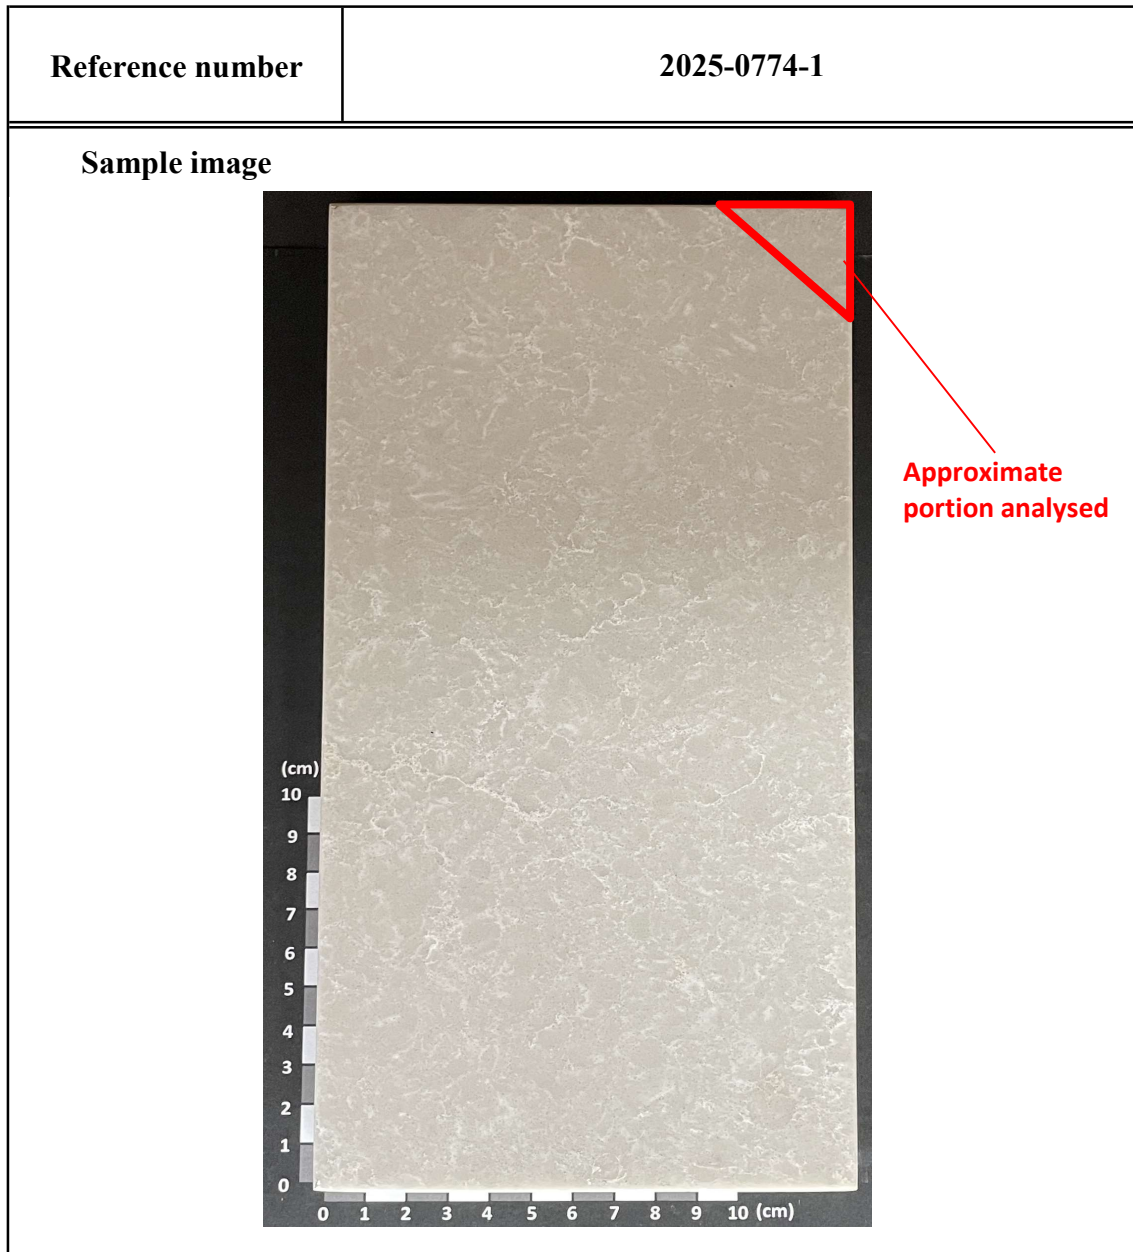 Reference number
2025-0774-1
Sample image
Approximate
portion analysed
(cm)
10
9
8
7
6
5
4
3
2
1
0
0 1 2 3 4 5 6 7 8 9 10 (cm)